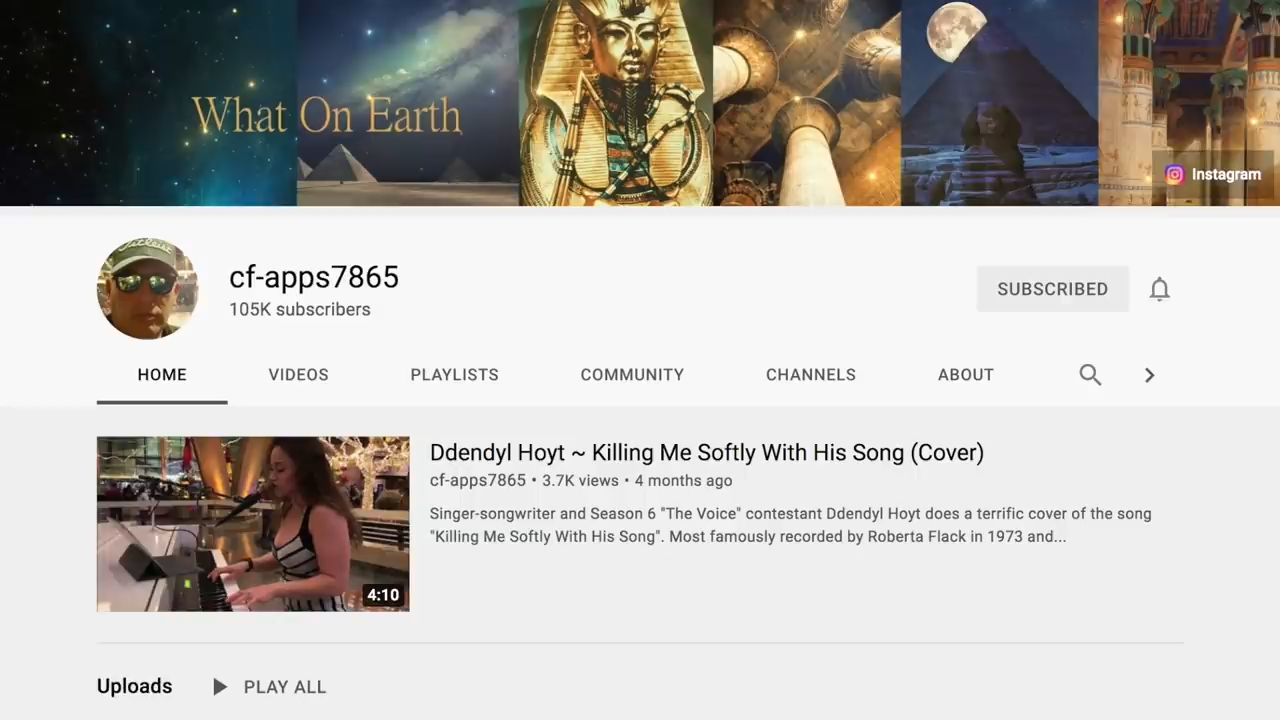 What On Earth
Instagram
cf-apps7865
105K subscribers
SUBSCRIBED
HOME
VIDEOS
PLAYLISTS
COMMUNITY
CHANNELS
ABOUT
Ddendyl Hoyt ~ Killing Me Softly With His Song (Cover)
cf-apps7865 • 3.7K views • 4 months ago
Singer-songwriter and Season 6 "The Voice" contestant Ddendyl Hoyt does a terrific cover of the song
"Killing Me Softly With His Song". Most famously recorded by Roberta Flack in 1973 and...
4:10
Uploads
PLAY ALL